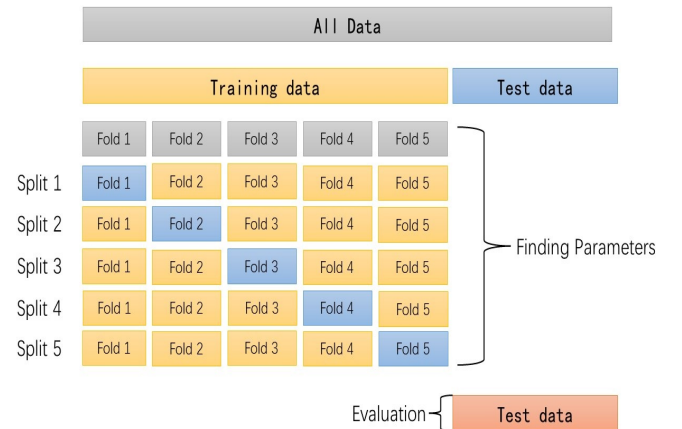 All Data
Training data Test data
Fold 1 Fold 2 Fold 3 Fold 4 Fold 5
Split 1 Fold 1 Fold 2 Fold 3 Fold 4 Fold 5
Split 2 Fold 1 Fold 2 Fold 3 Fold 4 Fold 5
Finding Parameters
Split 3 Fold 1 Fold 2 Fold 3 Fold 4 Fold 5
Split 4 Fold 1 Fold 2 Fold 3 Fold 4 Fold 5
Split 5 Fold 1 Fold 2 Fold 3 Fold 4 Fold 5
Evaluation Test data